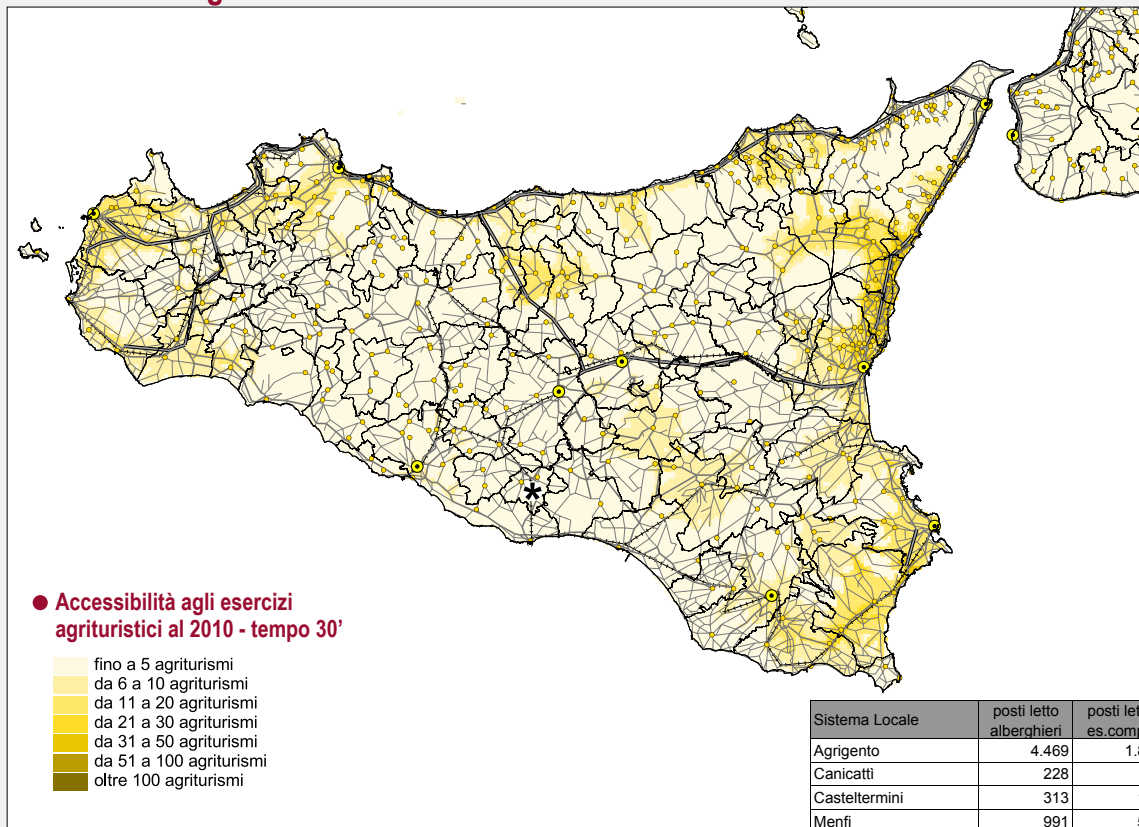 ● Accessibilità agli esercizi
agrituristici al 2010 - tempo 30’
fino a 5 agriturismi
da 6 a 10 agriturismi
da 11 a 20 agriturismi
da 21 a 30 agriturismi
da 31 a 50 agriturismi
da 51 a 100 agriturismi
oltre 100 agriturismi
*
Sistema Locale posti letto alberghieri
Agrigento 4.469
Canicattì 228
Casteltermini 313
Menfi 991